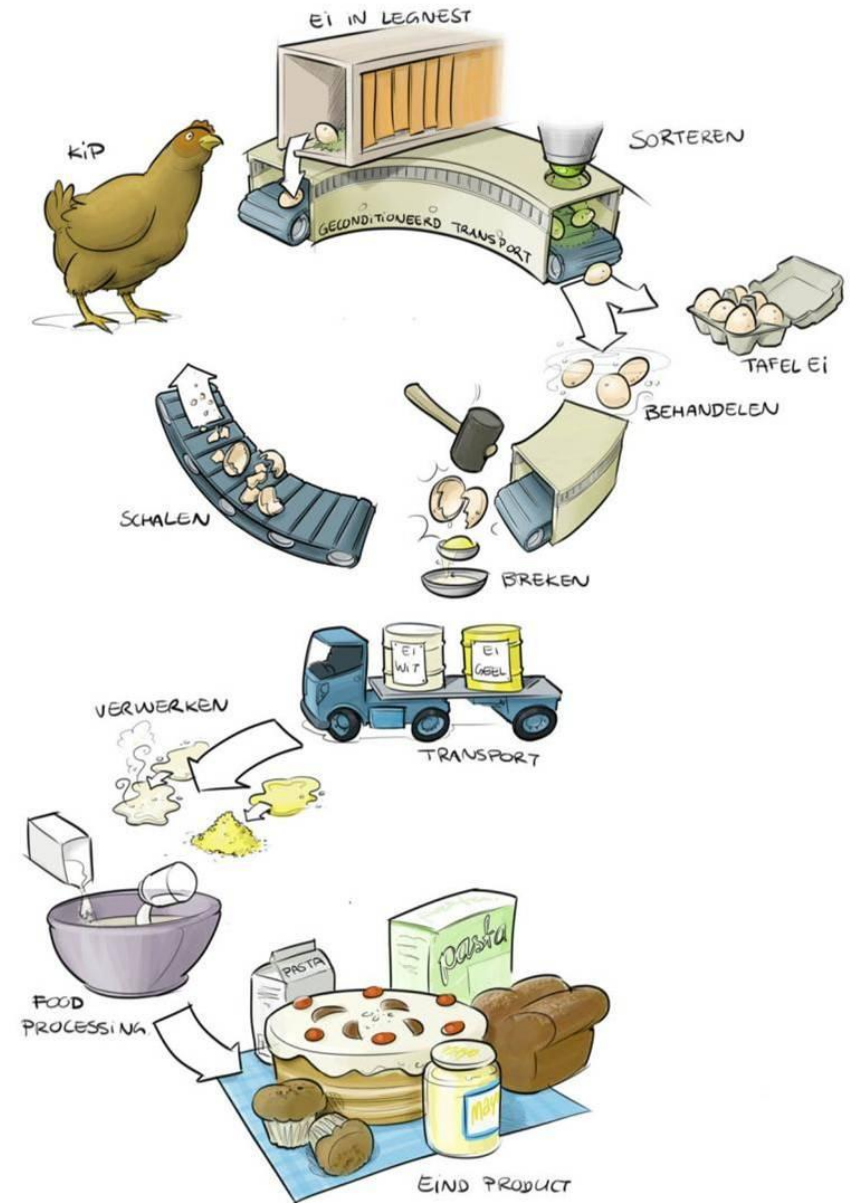 EI IN LEGNEST
KIP
SORTEREN
GECONDITIONEERD TRANSPORT
TAFEL EI
BEHANDELEN
SCHALEN
BREKEN
EI
WIT
EI
GEEL
TRANSPORT
VERWERKEN
pasta
PASTA
FOOD
PROCESSING
mayo
may
EIND PRODUCT